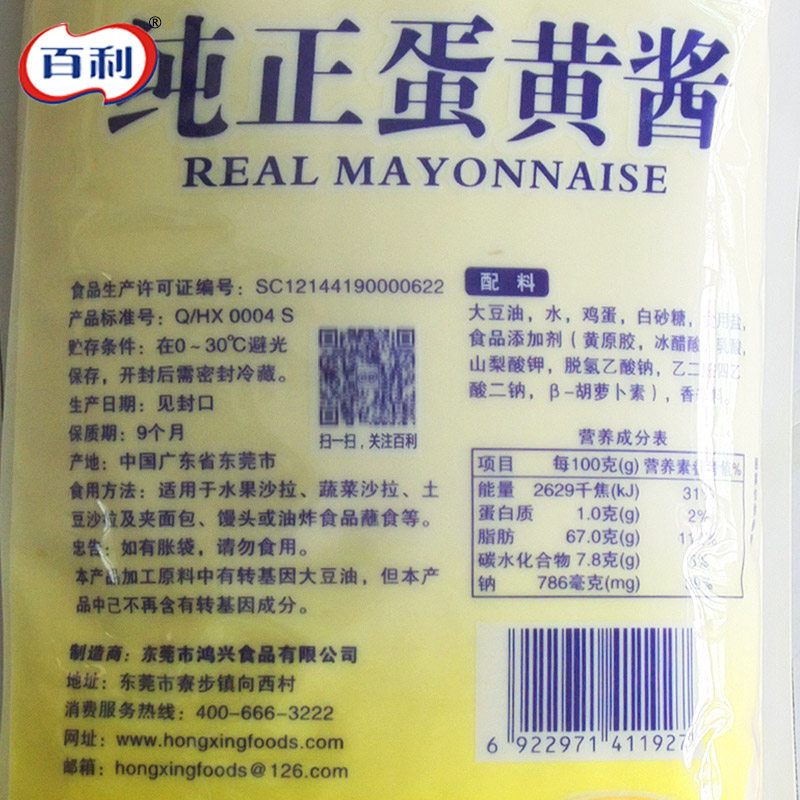 百利®
纯正蛋黄酱
REAL MAYONNAISE
食品生产许可证编号：SC12144190000622
产品标准号：Q/HX 0004 S
贮存条件：在0～30℃避光
保存，开封后需密封冷藏。
生产日期：见封口
保质期：9个月
产地：中国广东省东莞市
食用方法：适用于水果沙拉、蔬菜沙拉、土
豆沙拉及夹面包、馒头或油炸食品蘸食等。
忠告：如有胀袋，请勿食用。
本产品加工原料中有转基因大豆油，但本产
品中已不再含有转基因成分。
扫一扫，关注百利
制造商：东莞市鸿兴食品有限公司
地址：东莞市寮步镇向西村
消费服务热线：400-666-3222
网址：www.hongxingfoods.com
邮箱：hongxingfoods@126.com
配料
大豆油，水，鸡蛋，白砂糖，
食品添加剂（黄原胶，冰醋酸，
山梨酸钾，脱氢乙酸钠，乙二
酸二钠，β-胡萝卜素），
营养成分表
项目 每100克(g) 营养素
能量 2629千焦(kJ) 31%
蛋白质 1.0克(g) 2%
脂肪 67.0克(g)
碳水化合物 7.8克(g)
钠 786毫克(mg)
6 922971 411927